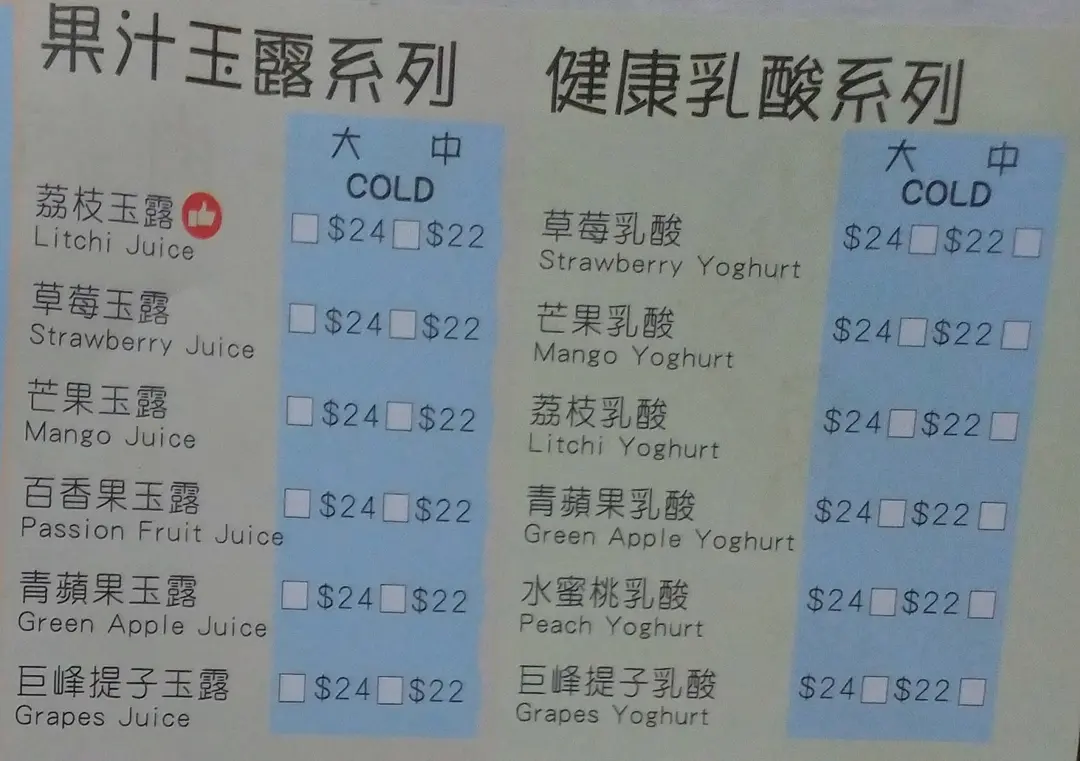 果汁玉露系列
大 中
COLD
荔枝玉露 $24 $22
Litchi Juice
草莓玉露 $24 $22
Strawberry Juice
芒果玉露 $24 $22
Mango Juice
百香果玉露 $24 $22
Passion Fruit Juice
青蘋果玉露 $24 $22
Green Apple Juice
巨峰提子玉露 $24 $22
Grapes Juice
健康乳酸系列
大 中
COLD
草莓乳酸 $24 $22
Strawberry Yoghurt
芒果乳酸 $24 $22
Mango Yoghurt
荔枝乳酸 $24 $22
Litchi Yoghurt
青蘋果乳酸 $24 $22
Green Apple Yoghurt
水蜜桃乳酸 $24 $22
Peach Yoghurt
巨峰提子乳酸 $24 $22
Grapes Yoghurt